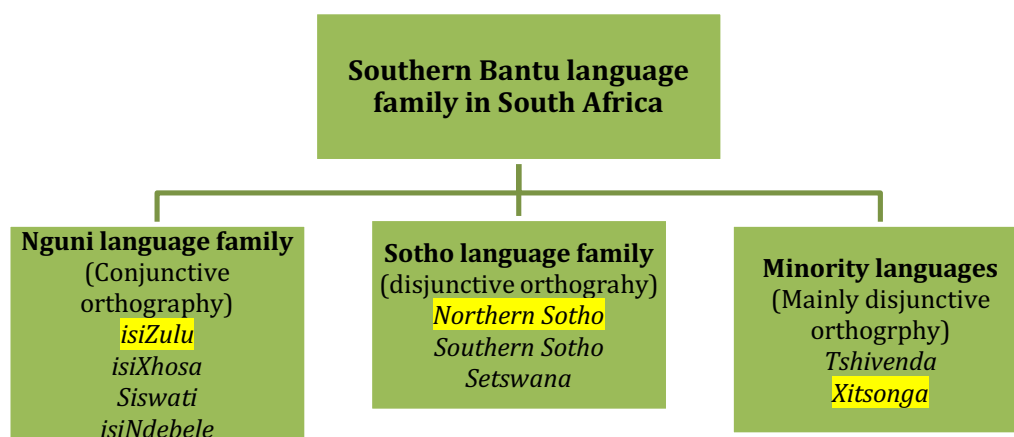 Southern Bantu language
family in South Africa
Nguni language family
(Conjunctive
orthography)
isiZulu
isiXhosa
Siswati
isiNdebele
Sotho language family
(disjunctive orthograhy)
Northern Sotho
Southern Sotho
Setswana
Minority languages
(Mainly disjunctive
orthogrphy)
Tshivenda
Xitsonga